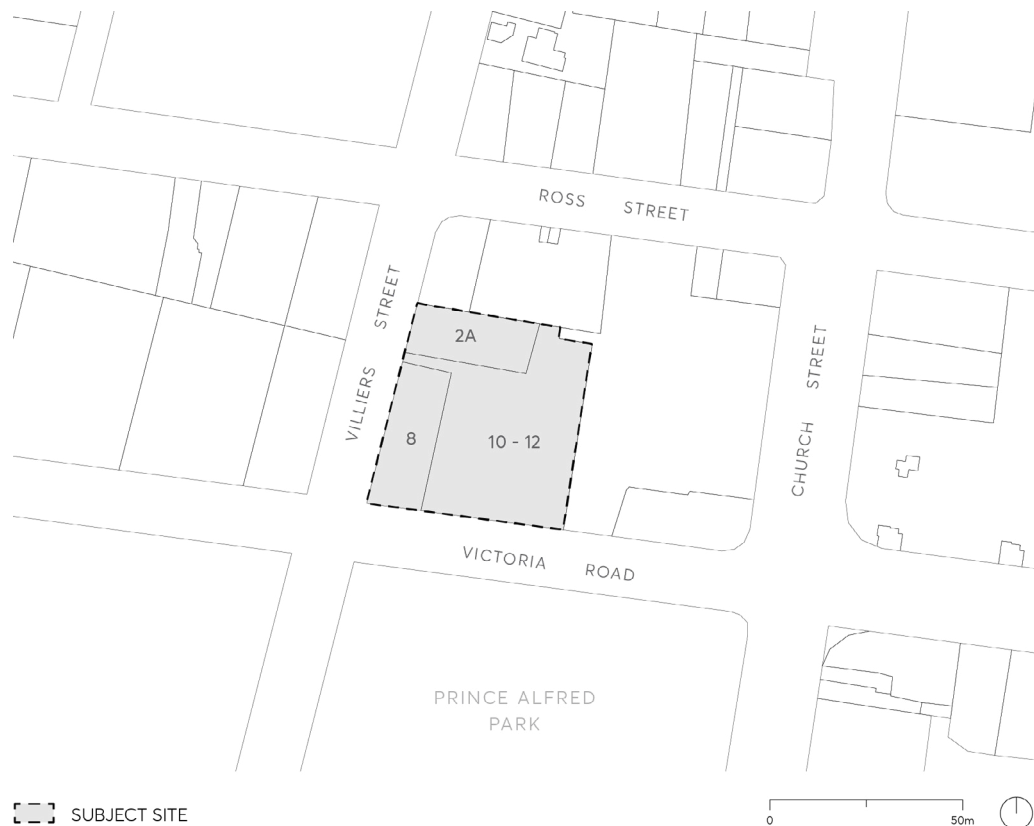 ROSS STREET
VILLIERS STREET
2A
8
10 - 12
CHURCH STREET
VICTORIA ROAD
PRINCE ALFRED
PARK
SUBJECT SITE
0
50m